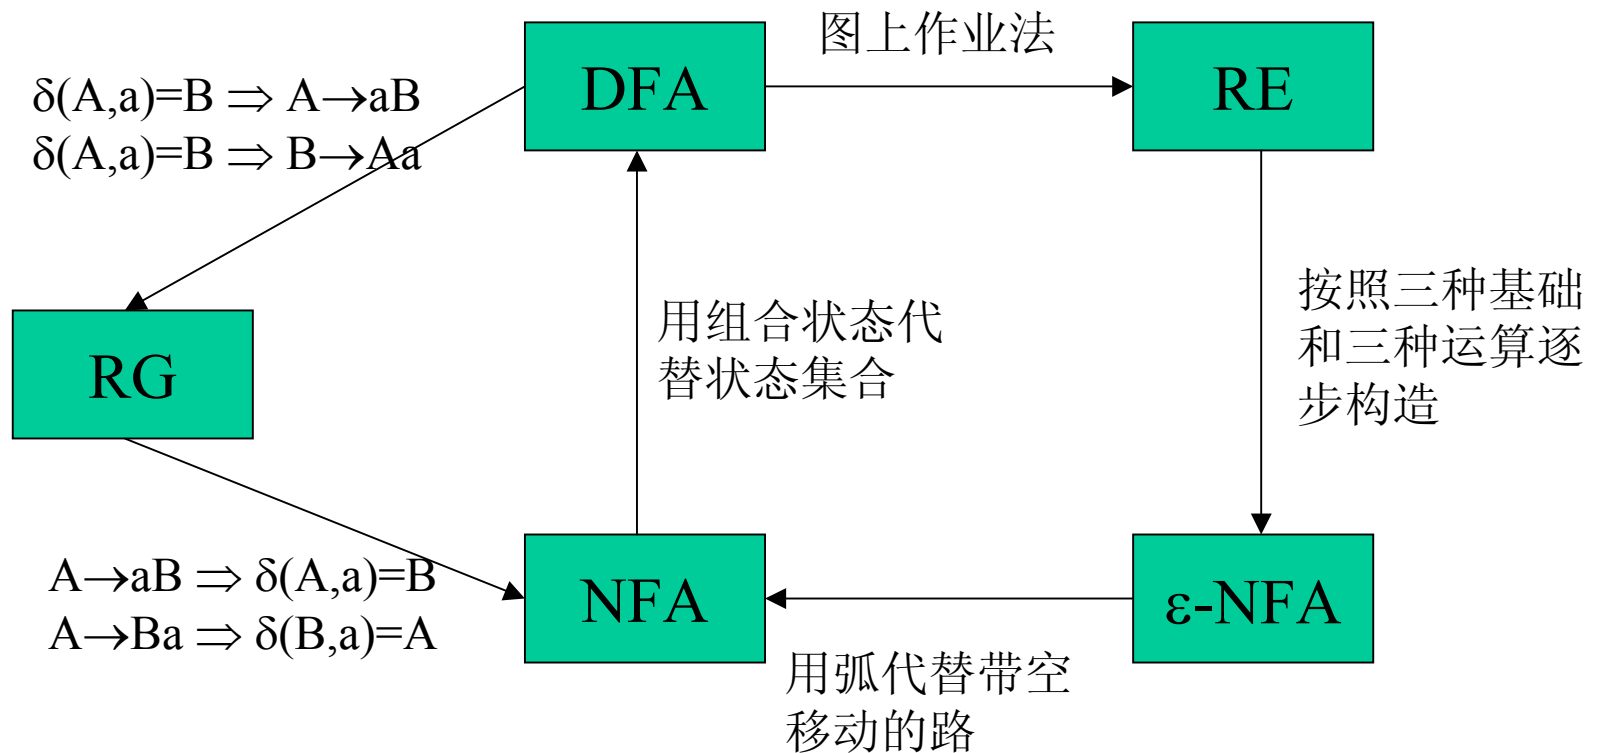 图上作业法
DFA
RE
δ(A,a)=B ⇒ A→aB
δ(A,a)=B ⇒ B→Aa
RG
用组合状态代
替状态集合
按照三种基础
和三种运算逐
步构造
A→aB ⇒ δ(A,a)=B
A→Ba ⇒ δ(B,a)=A
NFA
ε-NFA
用弧代替带空
移动的路